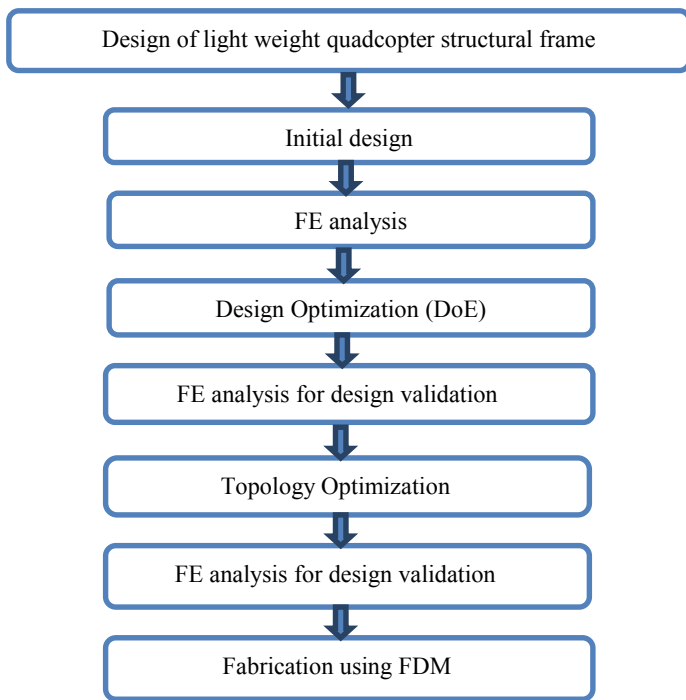 Design of light weight quadcopter structural frame
Initial design
FE analysis
Design Optimization (DoE)
FE analysis for design validation
Topology Optimization
FE analysis for design validation
Fabrication using FDM